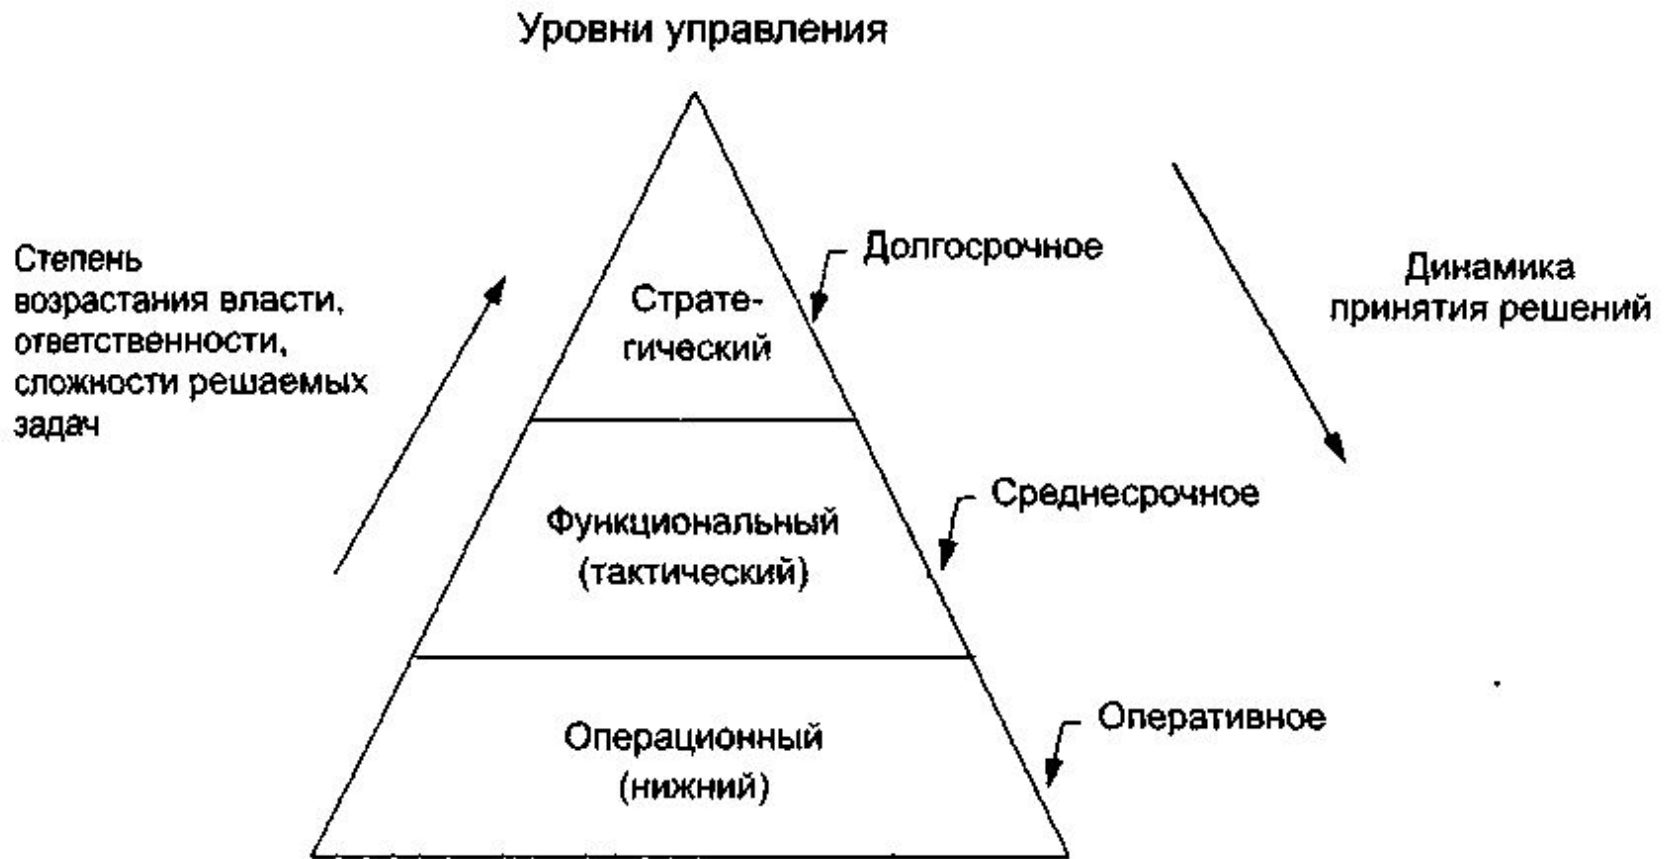 Уровни управления
Степень
возрастания власти,
ответственности,
сложности решаемых
задач
Долгосрочное
Динамика
принятия решений
Страте-
гический
Среднесрочное
Функциональный
(тактический)
Оперативное
Операционный
(нижний)